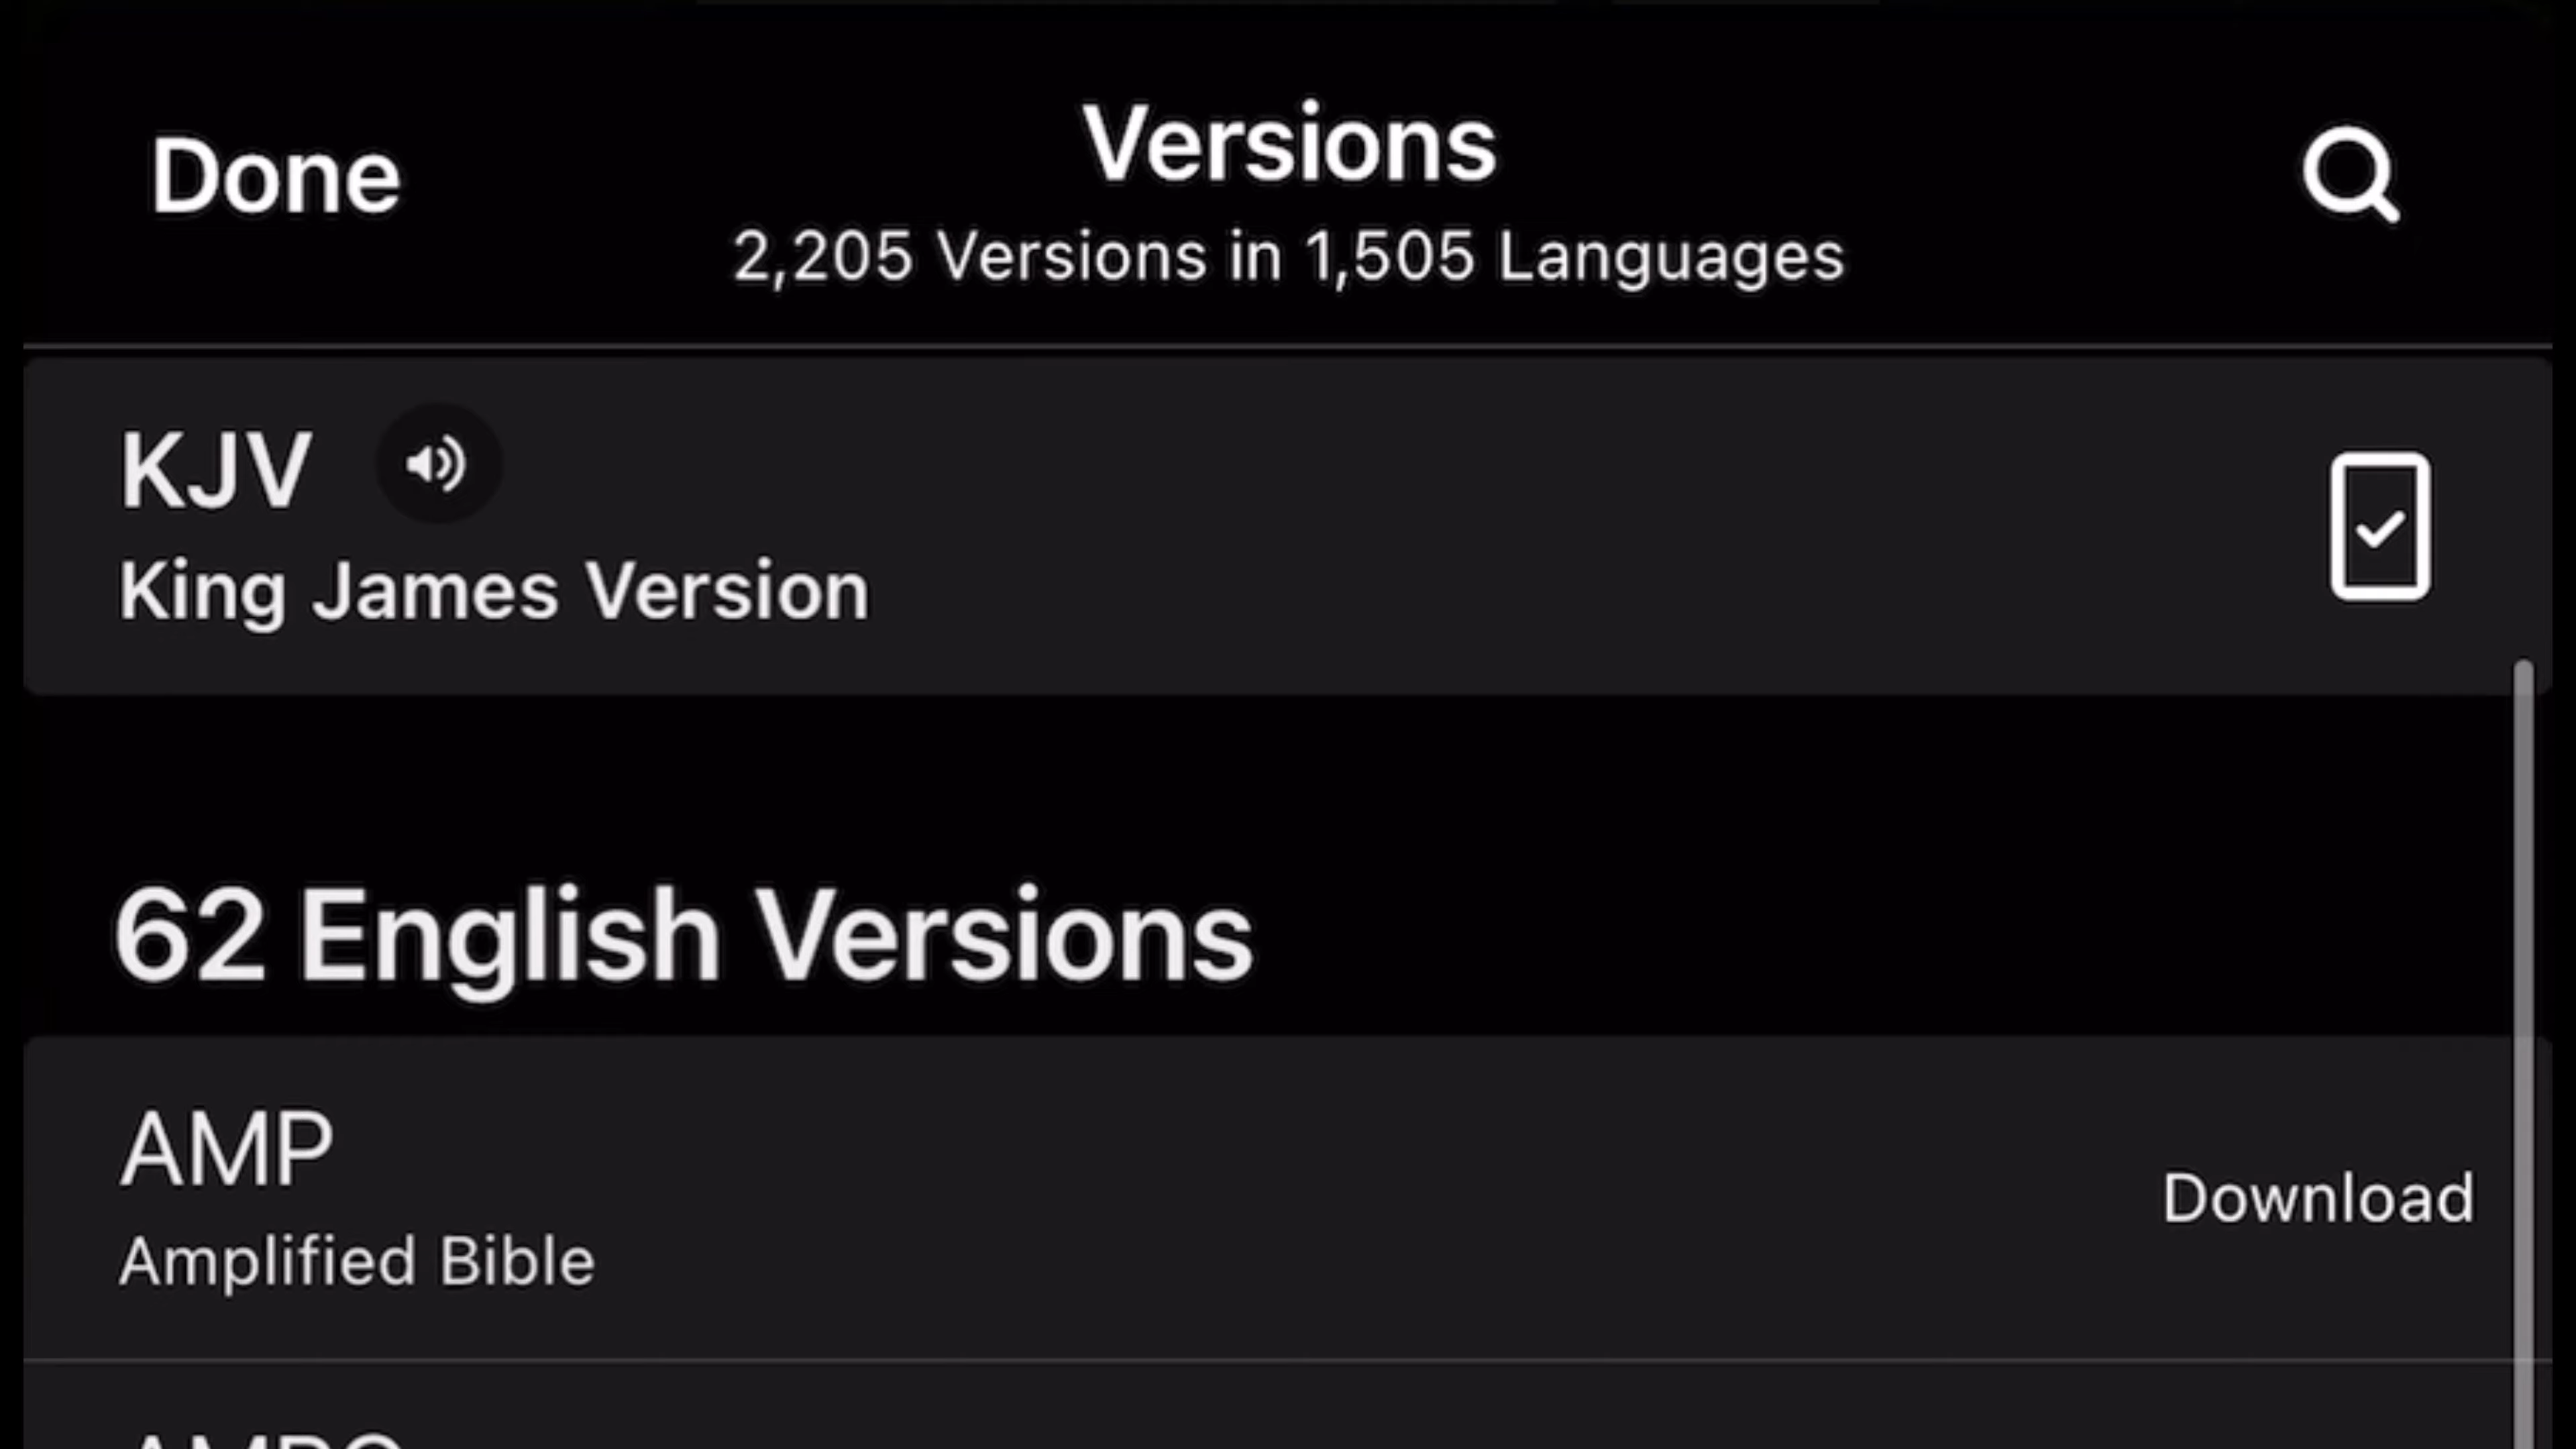 Done
Versions
2,205 Versions in 1,505 Languages
KJV
King James Version
62 English Versions
AMP
Amplified Bible
Download